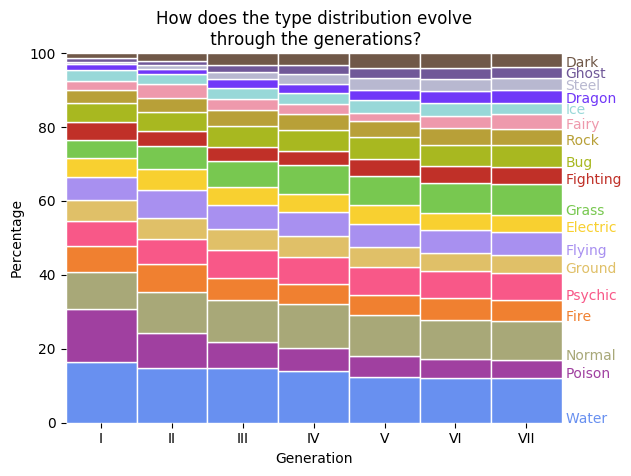 How does the type distribution evolve
through the generations?
Percentage
100
80
60
40
20
0
Dark
Ghost
Steel
Dragon
Ice
Fairy
Rock
Bug
Fighting
Grass
Electric
Flying
Ground
Psychic
Fire
Normal
Poison
Water
I II III IV V VI VII
Generation